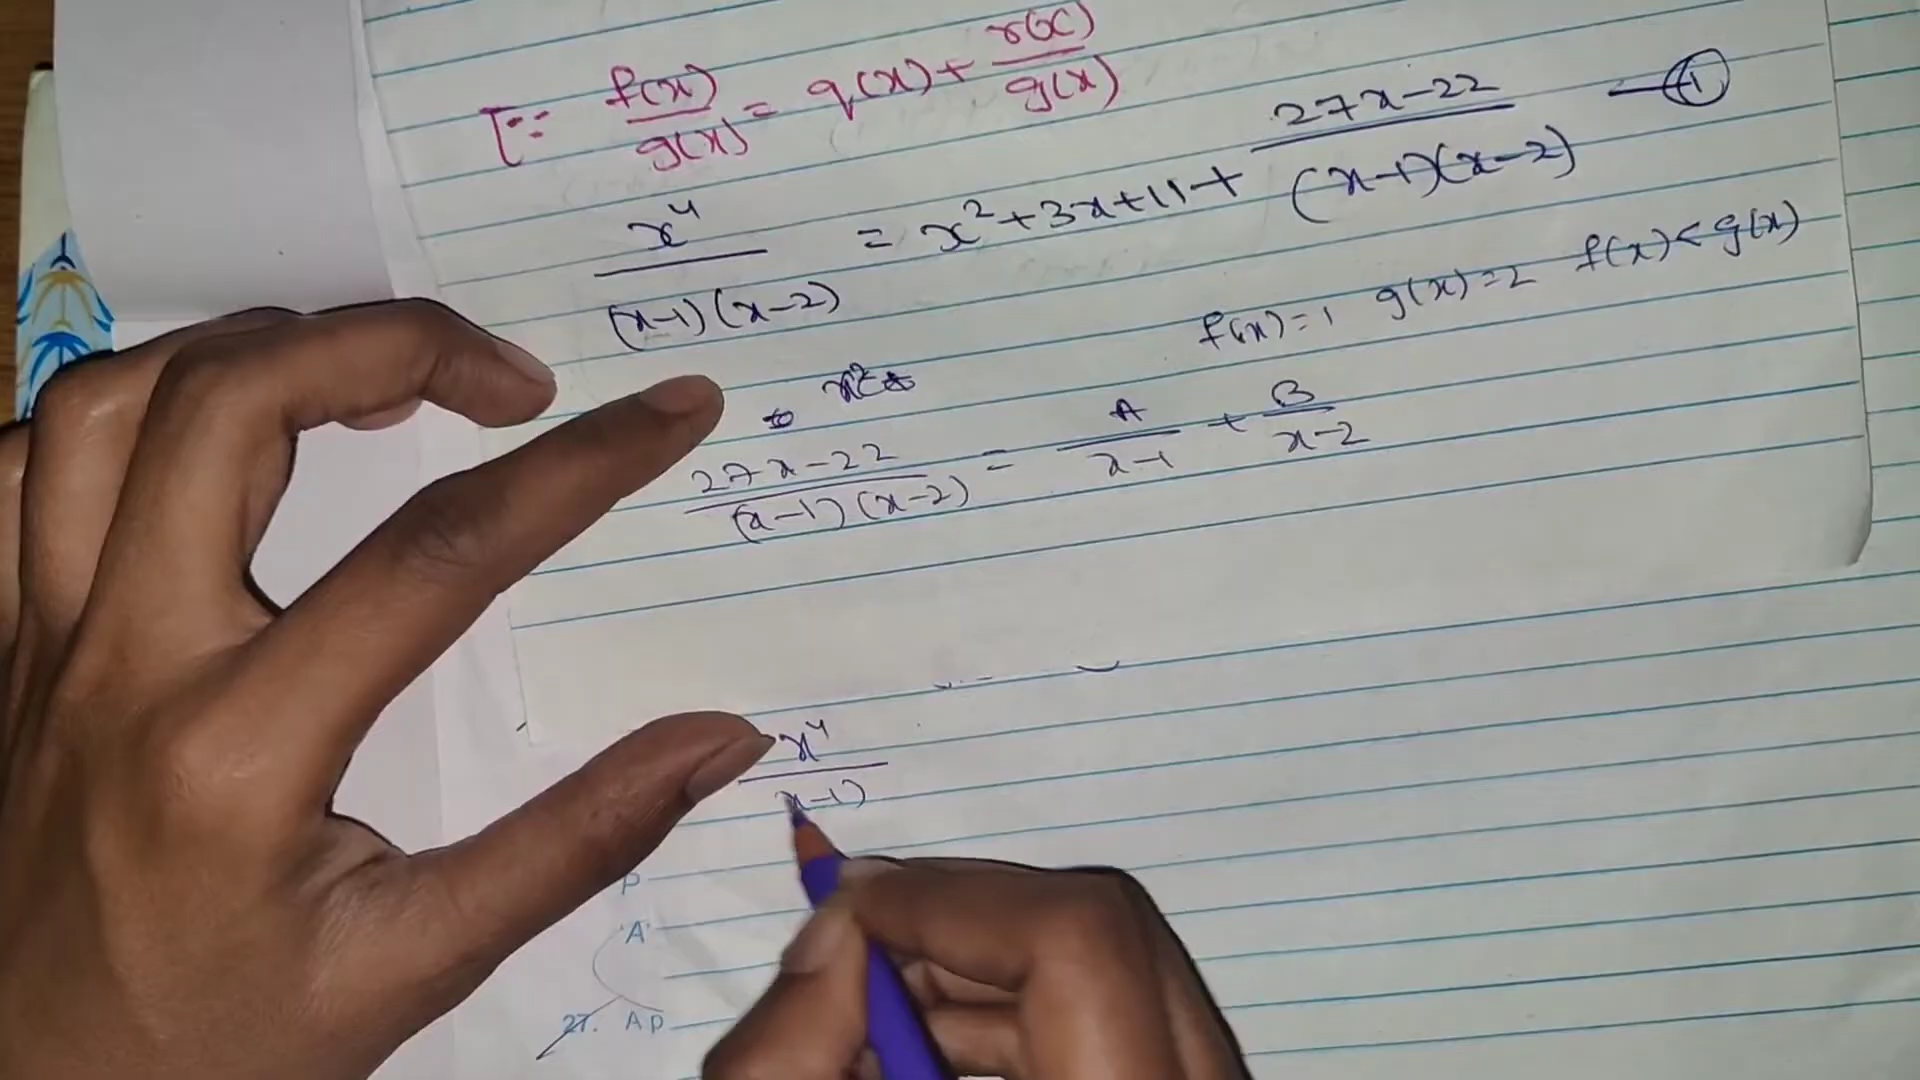 [∵ f(x)/g(x) = q(x) + r(x)/g(x)
x⁴/(x-1)(x-2) = x²+3x+11+ 27x-22/(x-1)(x-2) —①
f(x)=1 g(x)=2 f(x)<g(x)
27x-22/(x-1)(x-2) = A/x-1 + B/x-2
x⁴/x-1)
P
A
27. AP